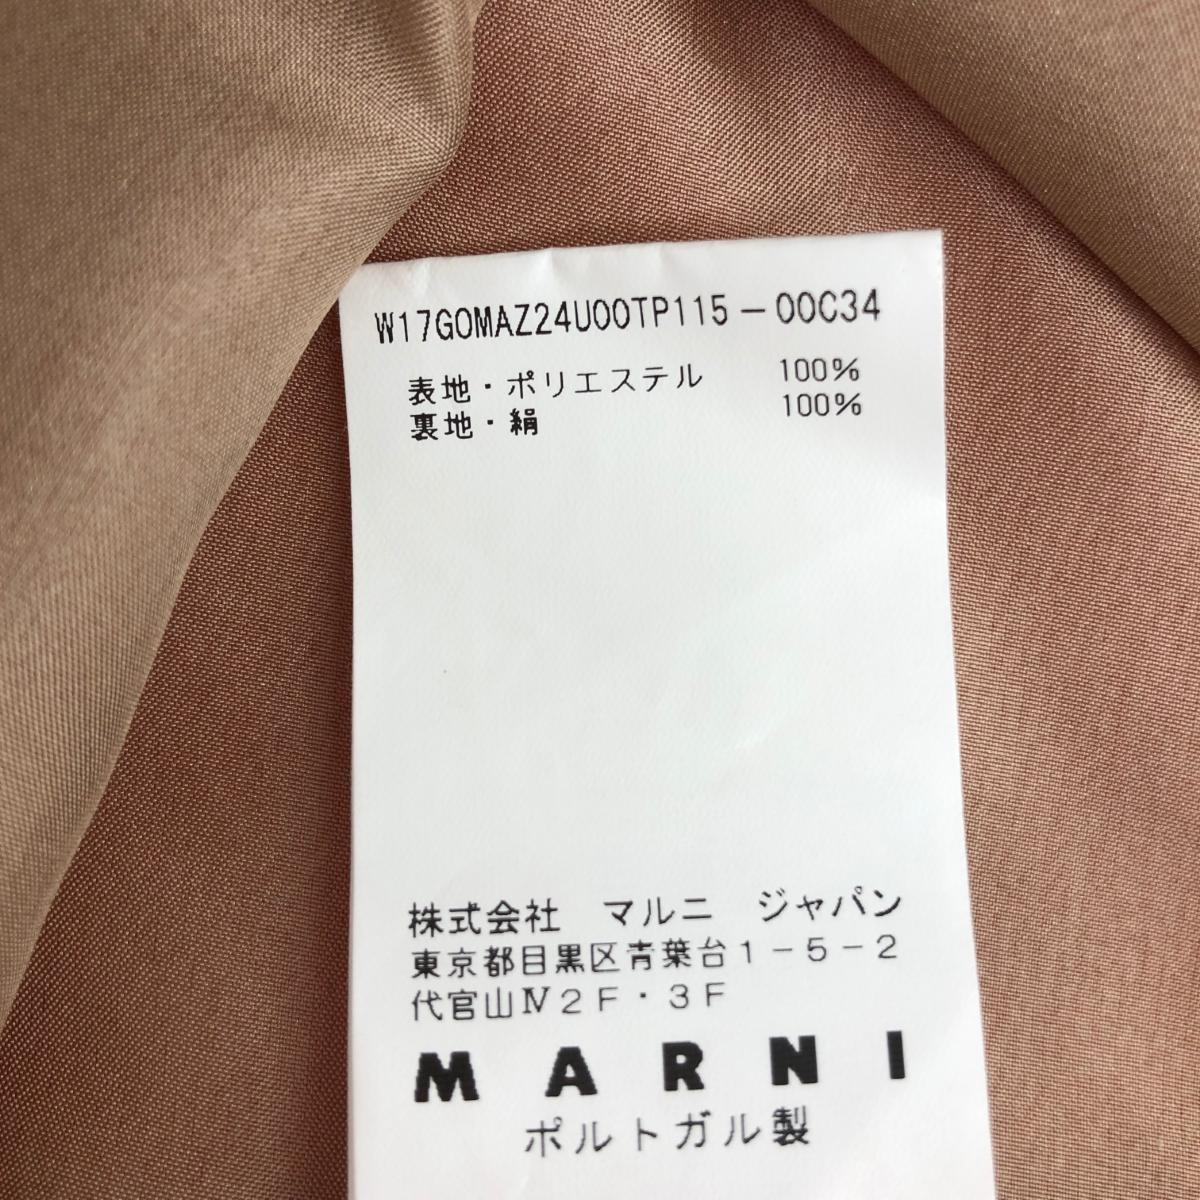 W17GOMAZ24U00TP115－00C34
表地・ポリエステル 100%
裏地・絹 100%
株式会社　マルニ　ジャパン
東京都目黒区青葉台１－５－２
代官山Ⅳ２Ｆ・３Ｆ
MARNI
ポルトガル製